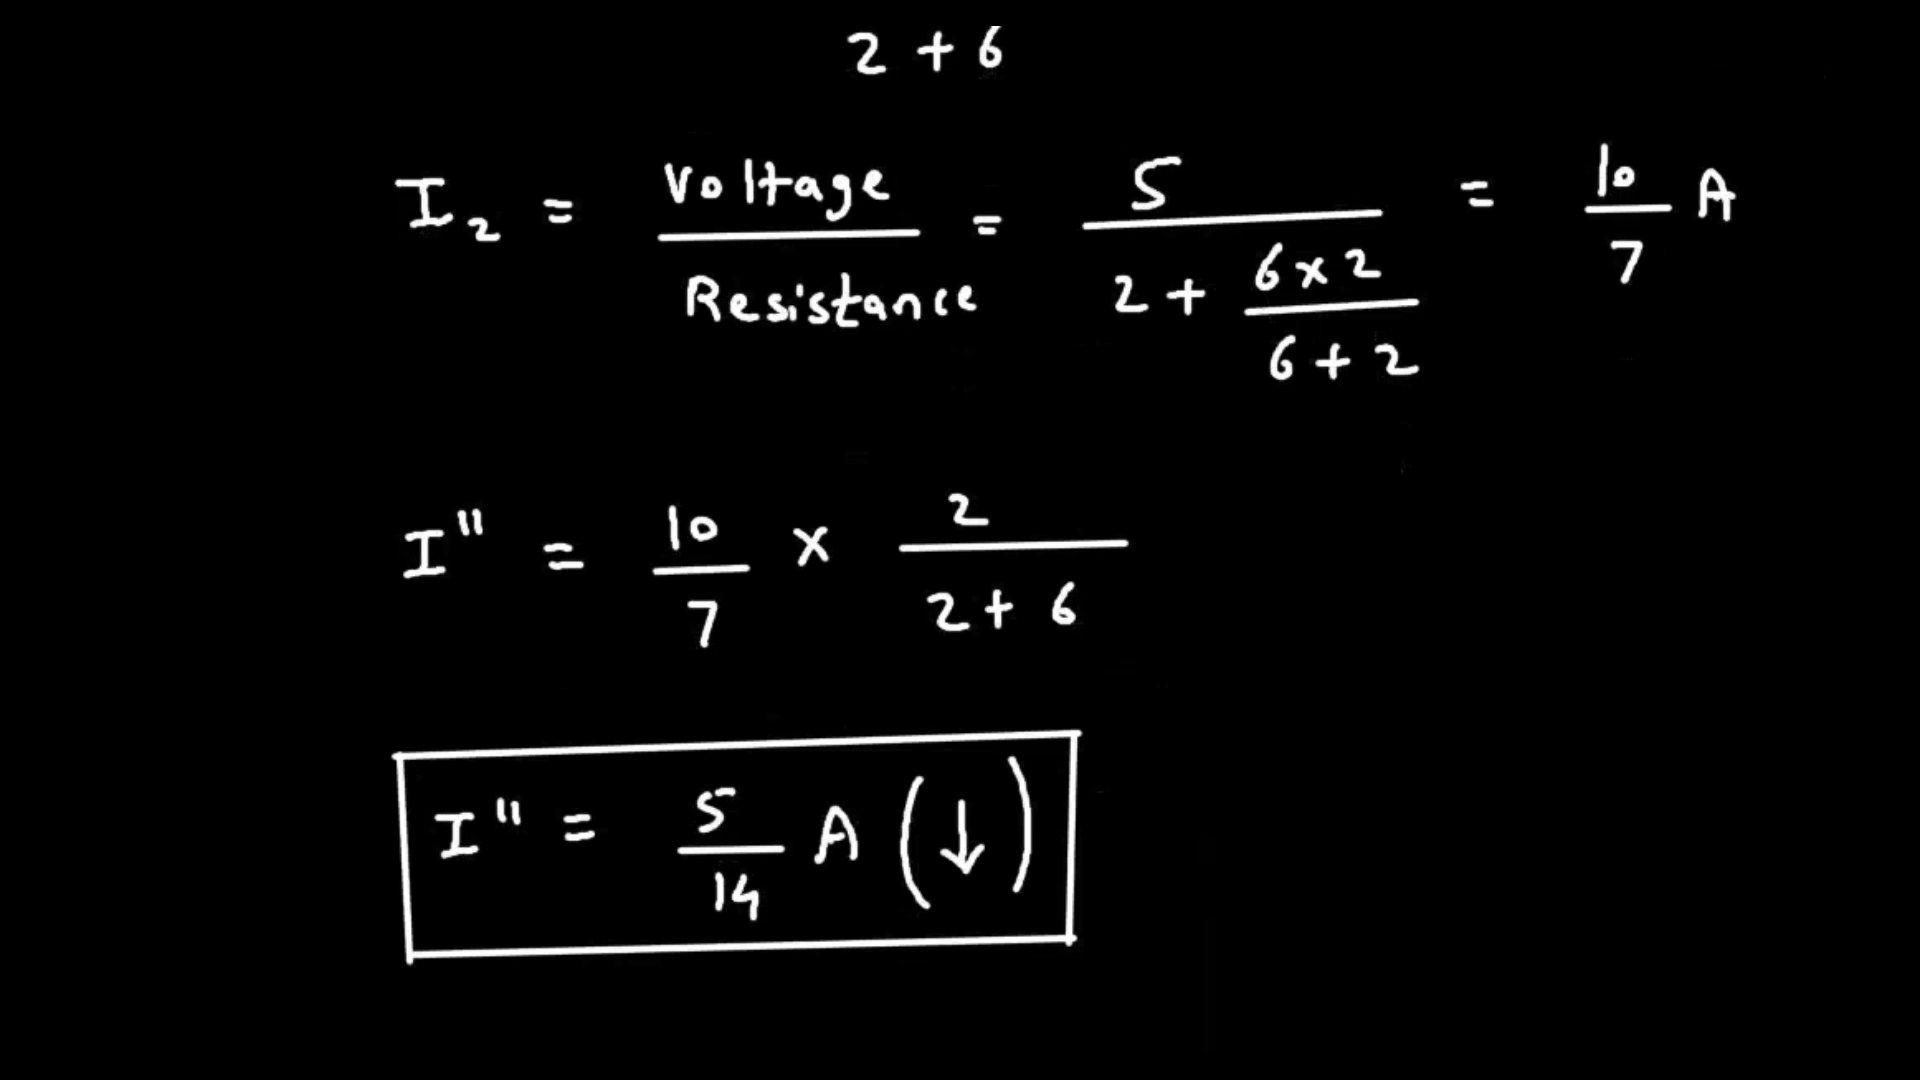 2 + 6
I₂ = Voltage / Resistance = 5 / (2 + (6 x 2) / (6 + 2)) = 10/7 A
I" = 10/7 x 2 / (2 + 6)
I" = 5/14 A (↓)